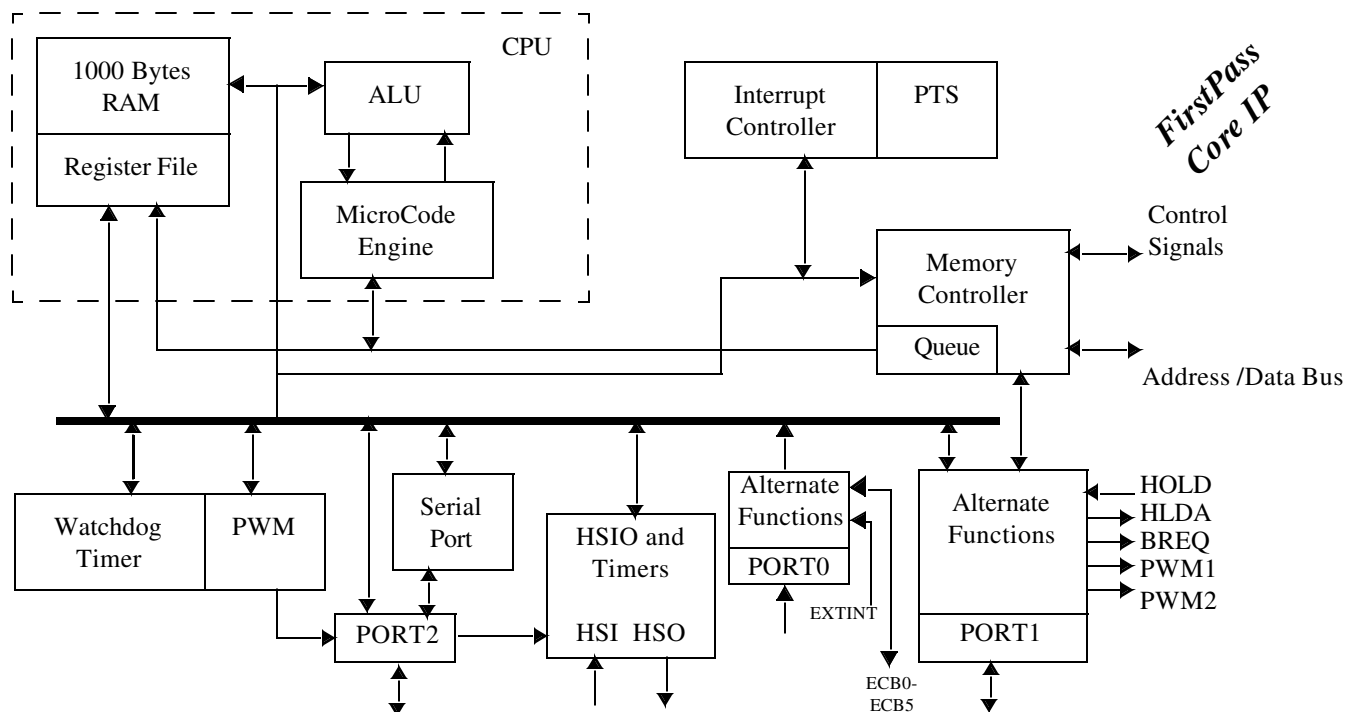 CPU
1000 Bytes
RAM
Register File
ALU
MicroCode
Engine
Interrupt
Controller
PTS
FirstPass
Core IP
Control
Signals
Memory
Controller
Queue
Address /Data Bus
Watchdog
Timer
PWM
Serial
Port
PORT2
HSIO and
Timers
HSI HSO
Alternate
Functions
PORT0
EXTINT
ECB0-
ECB5
Alternate
Functions
PORT1
HOLD
HLDA
BREQ
PWM1
PWM2